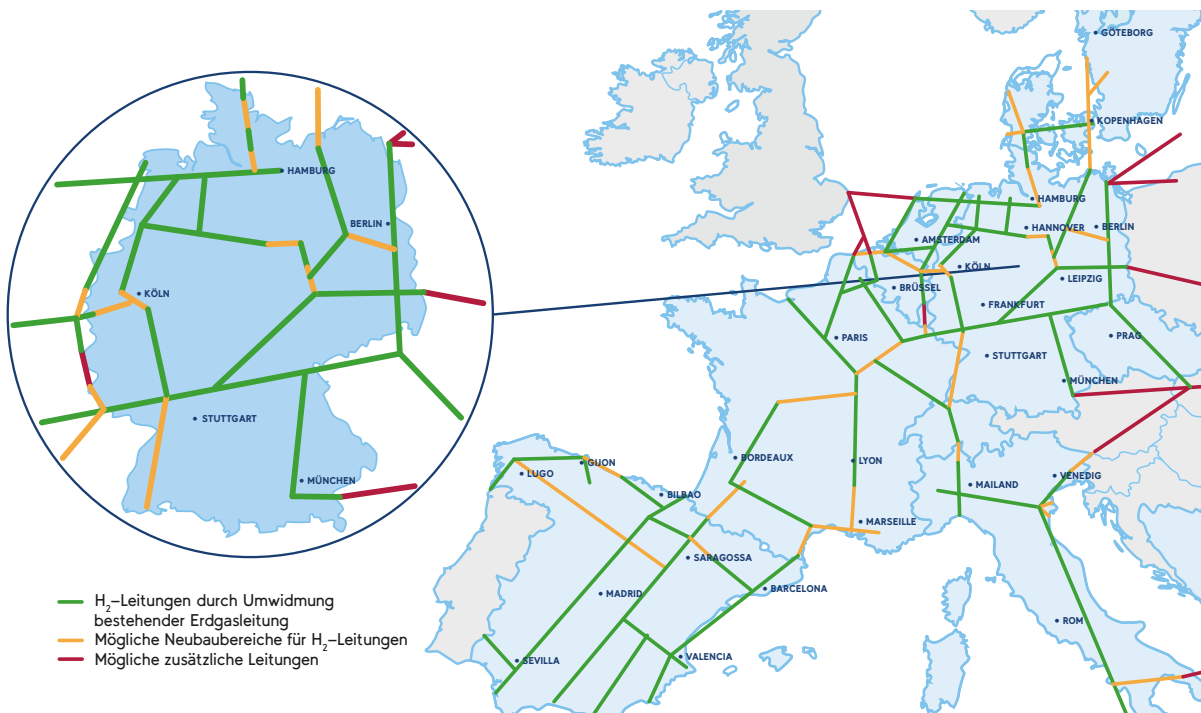 HAMBURG
BERLIN
KÖLN
STUTTGART
MÜNCHEN
GÖTEBORG
KOPENHAGEN
HAMBURG
HANNOVER
BERLIN
AMSTERDAM
KÖLN
LEIPZIG
BRÜSSEL
FRANKFURT
PARIS
PRAG
STUTTGART
MÜNCHEN
BORDEAUX
LYON
GIJON
LUGO
VENEDIG
MAILAND
BILBAO
MARSEILLE
SARAGOSSA
BARCELONA
MADRID
ROM
VALENCIA
SEVILLA
H₂–Leitungen durch Umwidmung
bestehender Erdgasleitung
Mögliche Neubaubereiche für H₂–Leitungen
Mögliche zusätzliche Leitungen